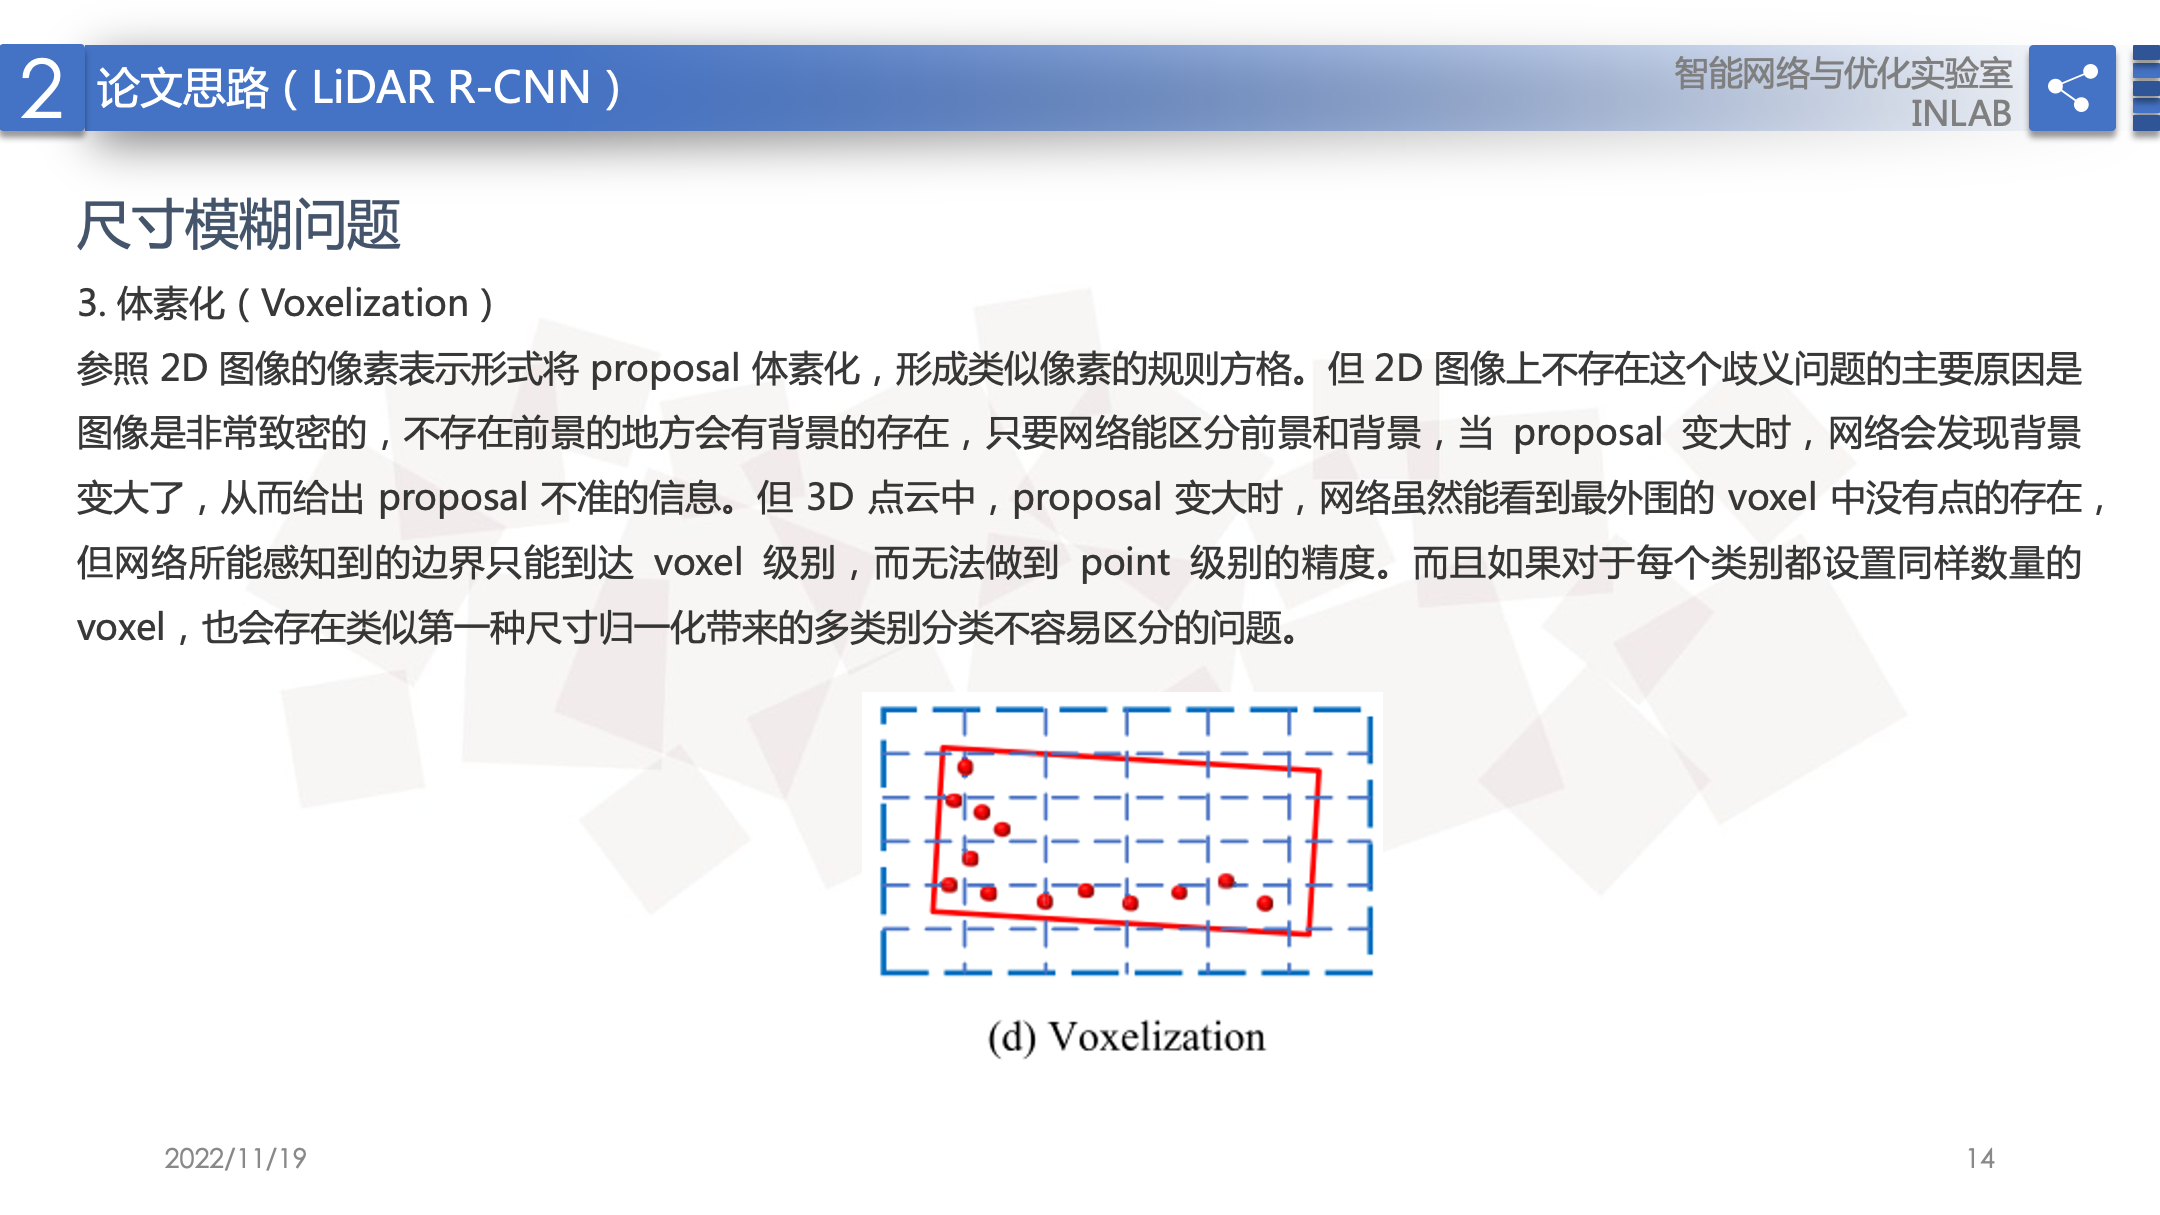 2
论文思路（LiDAR R-CNN）
智能网络与优化实验室
INLAB
尺寸模糊问题
3. 体素化（Voxelization）
参照 2D 图像的像素表示形式将 proposal 体素化，形成类似像素的规则方格。但 2D 图像上不存在这个歧义问题的主要原因是
图像是非常致密的，不存在前景的地方会有背景的存在，只要网络能区分前景和背景，当 proposal 变大时，网络会发现背景
变大了，从而给出 proposal 不准的信息。但 3D 点云中，proposal 变大时，网络虽然能看到最外围的 voxel 中没有点的存在，
但网络所能感知到的边界只能到达 voxel 级别，而无法做到 point 级别的精度。而且如果对于每个类别都设置同样数量的
voxel，也会存在类似第一种尺寸归一化带来的多类别分类不容易区分的问题。
(d) Voxelization
2022/11/19
14